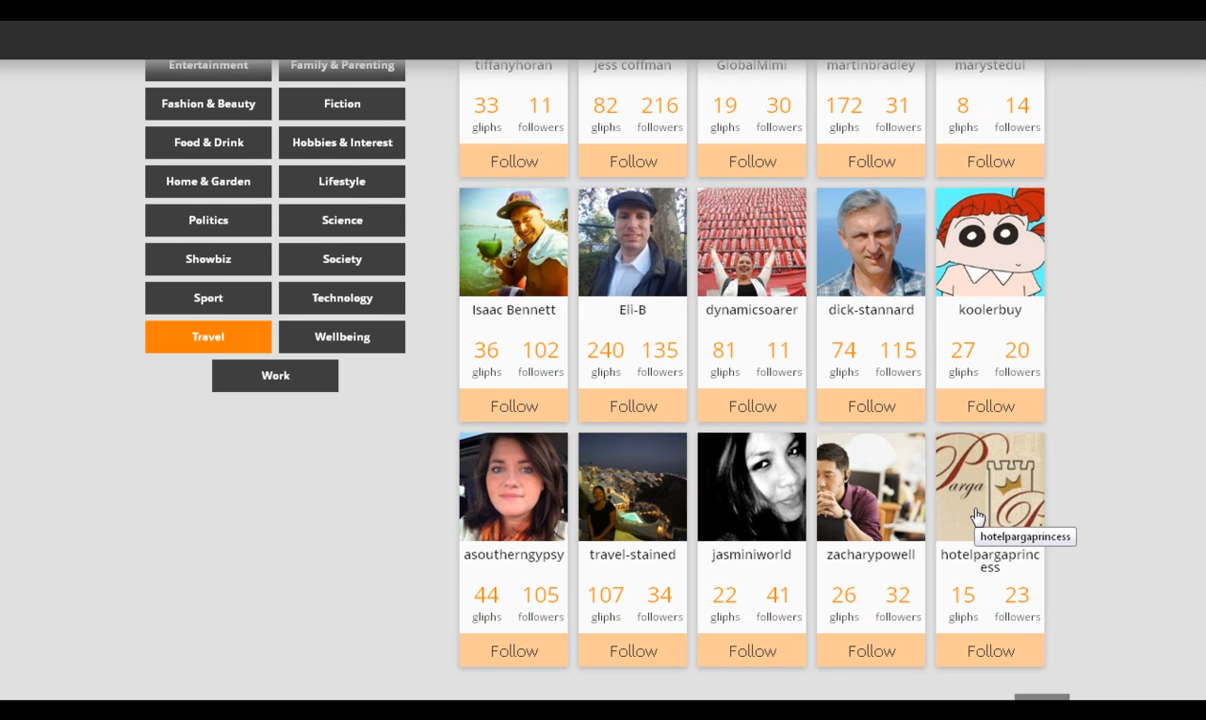 Entertainment
Family & Parenting
Fashion & Beauty
Fiction
Food & Drink
Hobbies & Interest
Home & Garden
Lifestyle
Politics
Science
Showbiz
Society
Sport
Technology
Travel
Wellbeing
Work
tiffanyhoran
jess coffman
GlobalMimi
martinbradley
marystedul
33 11
82 216
19 30
172 31
8 14
gliphs followers
gliphs followers
gliphs followers
gliphs followers
gliphs followers
Follow
Follow
Follow
Follow
Follow
Isaac Bennett
Eli-B
dynamicsoarer
dick-stannard
koolerbuy
36 102
240 135
81 11
74 115
27 20
gliphs followers
gliphs followers
gliphs followers
gliphs followers
gliphs followers
Follow
Follow
Follow
Follow
Follow
Parga
P
hotelpargaprincess
asoutherngypsy
travel-stained
jasminiworld
zacharypowell
hotelpargaprinc
ess
44 105
107 34
22 41
26 32
15 23
gliphs followers
gliphs followers
gliphs followers
gliphs followers
gliphs followers
Follow
Follow
Follow
Follow
Follow